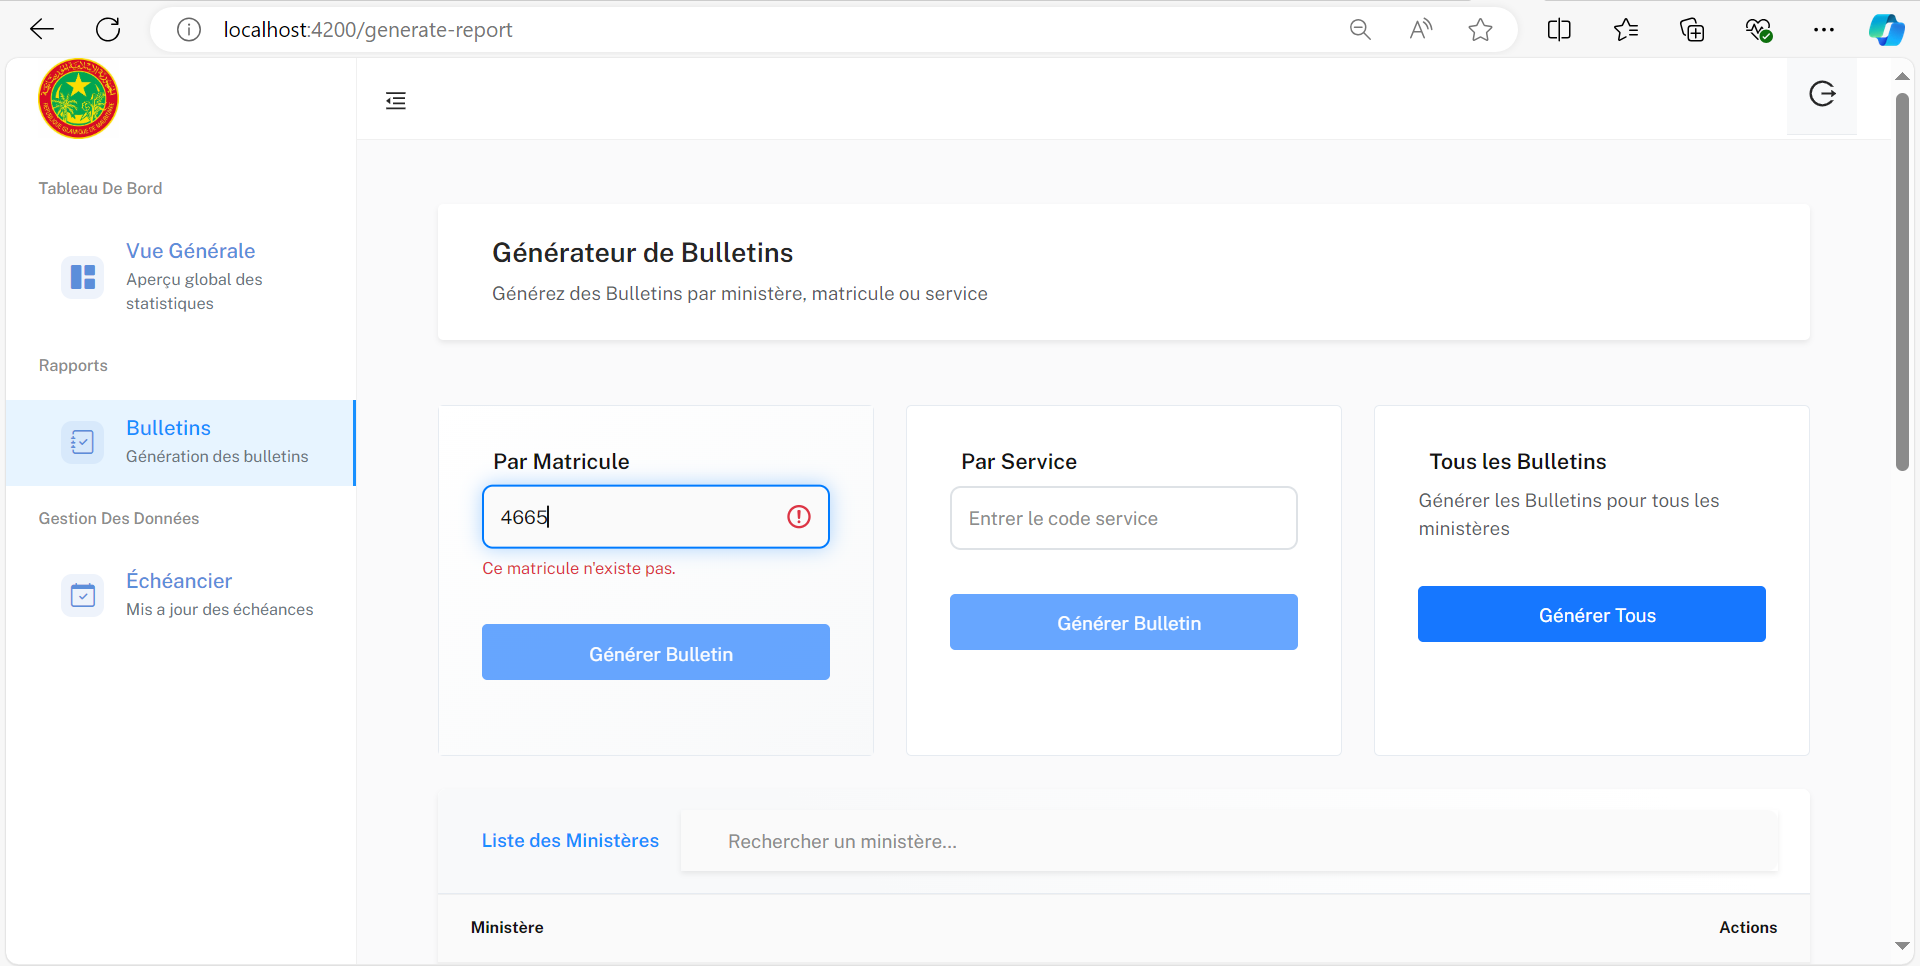 localhost:4200/generate-report
Tableau De Bord
Vue Générale
Aperçu global des
statistiques
Rapports
Bulletins
Génération des bulletins
Gestion Des Données
Échéancier
Mis a jour des échéances
Générateur de Bulletins
Générez des Bulletins par ministère, matricule ou service
Par Matricule
4665
Ce matricule n'existe pas.
Générer Bulletin
Par Service
Entrer le code service
Générer Bulletin
Tous les Bulletins
Générer les Bulletins pour tous les
ministères
Générer Tous
Liste des Ministères
Rechercher un ministère...
Ministère
Actions